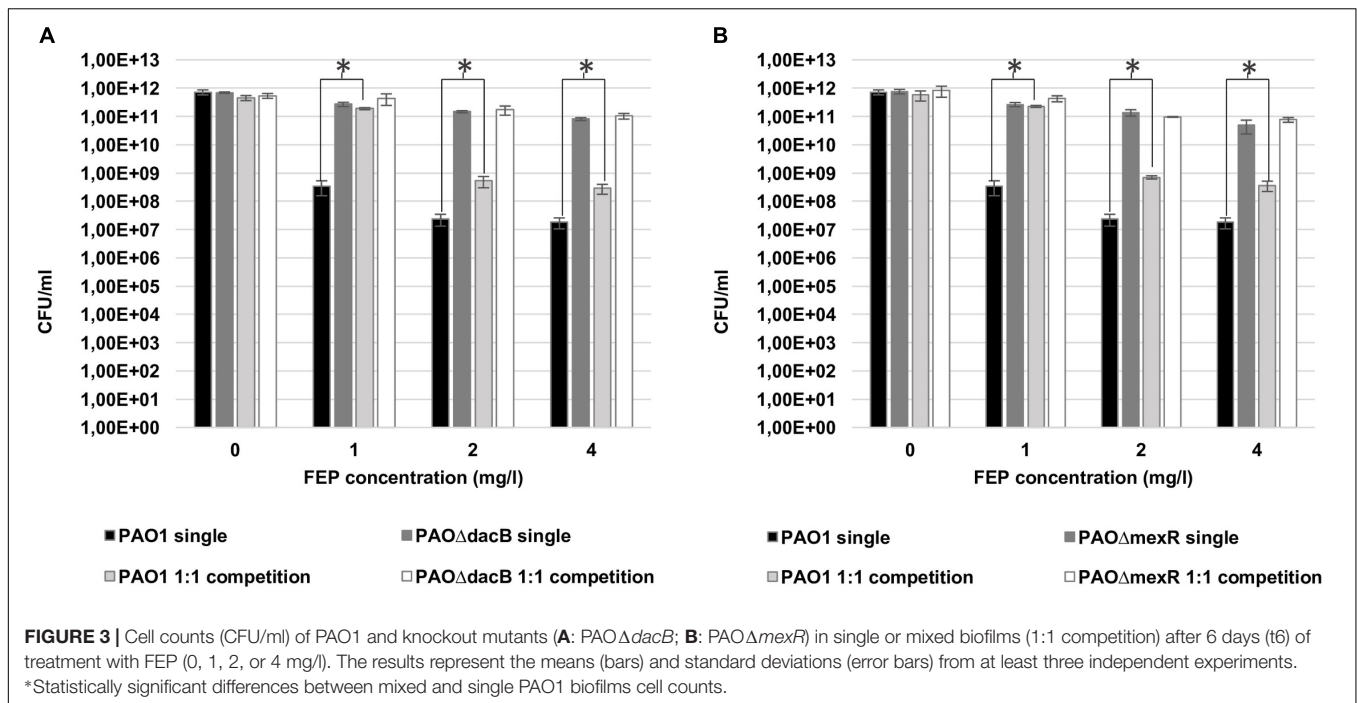 A
B
*
*
*
*
*
*
1,00E+13
1,00E+12
1,00E+11
1,00E+10
1,00E+09
1,00E+08
1,00E+07
1,00E+06
1,00E+05
1,00E+04
1,00E+03
1,00E+02
1,00E+01
1,00E+00
CFU/ml
0 1 2 4
FEP concentration (mg/l)
PAO1 single
PAOΔdacB single
PAO1 1:1 competition
PAOΔdacB 1:1 competition
1,00E+13
1,00E+12
1,00E+11
1,00E+10
1,00E+09
1,00E+08
1,00E+07
1,00E+06
1,00E+05
1,00E+04
1,00E+03
1,00E+02
1,00E+01
1,00E+00
CFU/ml
0 1 2 4
FEP concentration (mg/l)
PAO1 single
PAOΔmexR single
PAO1 1:1 competition
PAOΔmexR 1:1 competition
FIGURE 3 | Cell counts (CFU/ml) of PAO1 and knockout mutants (A: PAOΔdacB; B: PAOΔmexR) in single or mixed biofilms (1:1 competition) after 6 days (t6) of
treatment with FEP (0, 1, 2, or 4 mg/l). The results represent the means (bars) and standard deviations (error bars) from at least three independent experiments.
*Statistically significant differences between mixed and single PAO1 biofilms cell counts.